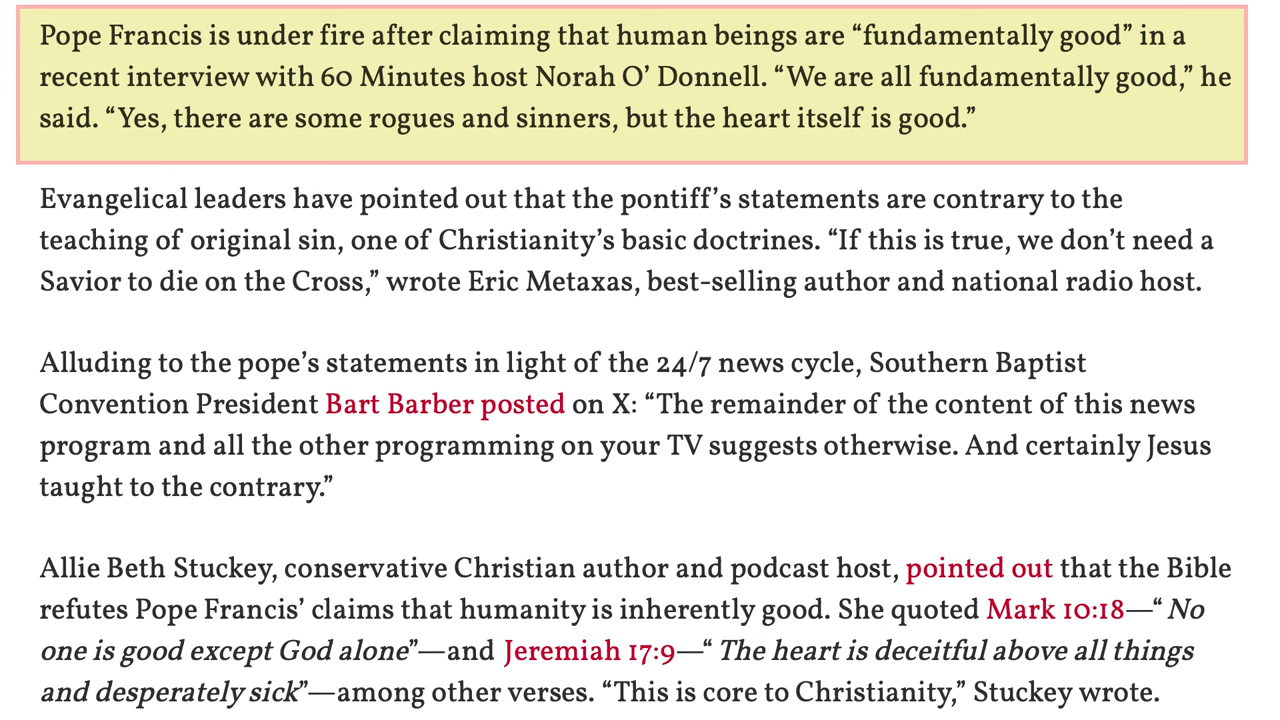 Pope Francis is under fire after claiming that human beings are “fundamentally good” in a
recent interview with 60 Minutes host Norah O’ Donnell. “We are all fundamentally good,” he
said. “Yes, there are some rogues and sinners, but the heart itself is good.”
Evangelical leaders have pointed out that the pontiff’s statements are contrary to the
teaching of original sin, one of Christianity’s basic doctrines. “If this is true, we don’t need a
Savior to die on the Cross,” wrote Eric Metaxas, best-selling author and national radio host.
Alluding to the pope’s statements in light of the 24/7 news cycle, Southern Baptist
Convention President Bart Barber posted on X: “The remainder of the content of this news
program and all the other programming on your TV suggests otherwise. And certainly Jesus
taught to the contrary.”
Allie Beth Stuckey, conservative Christian author and podcast host, pointed out that the Bible
refutes Pope Francis’ claims that humanity is inherently good. She quoted Mark 10:18—“ No
one is good except God alone”—and Jeremiah 17:9—“ The heart is deceitful above all things
and desperately sick”—among other verses. “This is core to Christianity,” Stuckey wrote.